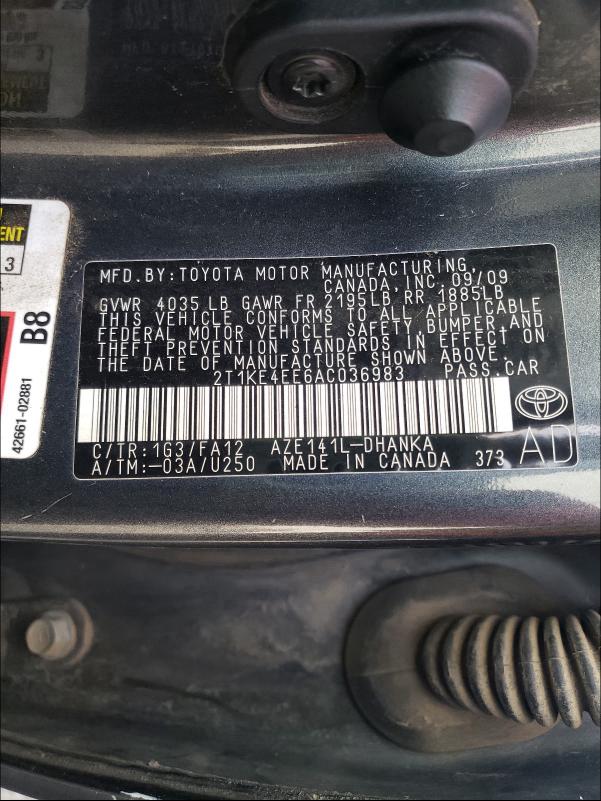 MFD.BY:TOYOTA MOTOR MANUFACTURING,
CANADA, INC. 09/09
GVWR 4035 LB GAWR FR 2195LB RR 1885LB
THIS VEHICLE CONFORMS TO ALL APPLICABLE
FEDERAL MOTOR VEHICLE SAFETY, BUMPER,AND
THEFT PREVENTION STANDARDS IN EFFECT ON
THE DATE OF MANUFACTURE SHOWN ABOVE.
2T1KE4EE6AC036983 PASS.CAR
C/TR:1G3/FA12 AZE141L-DHANKA
A/TM:-03A/U250 MADE IN CANADA 373 AD
3
B8
42661-02881